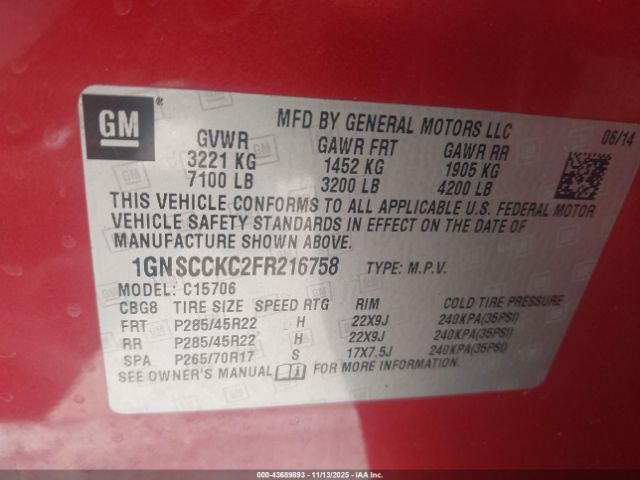 GM
MFD BY GENERAL MOTORS LLC
06/14
GVWR GAWR FRT GAWR RR
3221 KG 1452 KG 1905 KG
7100 LB 3200 LB 4200 LB
THIS VEHICLE CONFORMS TO ALL APPLICABLE U.S. FEDERAL MOTOR
VEHICLE SAFETY STANDARDS IN EFFECT ON THE DATE OF
MANUFACTURE SHOWN ABOVE.
1GNSCCKC2FR216758 TYPE: M.P.V.
MODEL: C15706
CBG8 TIRE SIZE SPEED RTG RIM COLD TIRE PRESSURE
FRT P285/45R22 H 22X9J 240KPA(35PSI)
RR P285/45R22 H 22X9J 240KPA(35PSI)
SPA P265/70R17 S 17X7.5J 240KPA(35PSI)
SEE OWNER'S MANUAL FOR MORE INFORMATION.
000-43689893 - 11/13/2025 - IAA Inc.